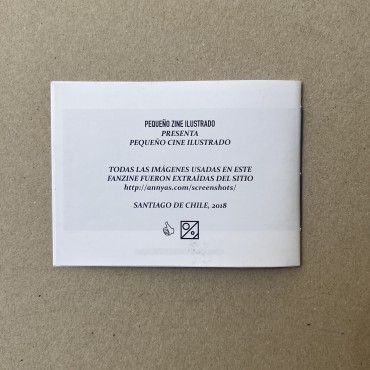 PEQUEÑO ZINE ILUSTRADO
PRESENTA
PEQUEÑO CINE ILUSTRADO
TODAS LAS IMÁGENES USADAS EN ESTE
FANZINE FUERON EXTRAÍDAS DEL SITIO
http://annyas.com/screenshots/
SANTIAGO DE CHILE, 2018